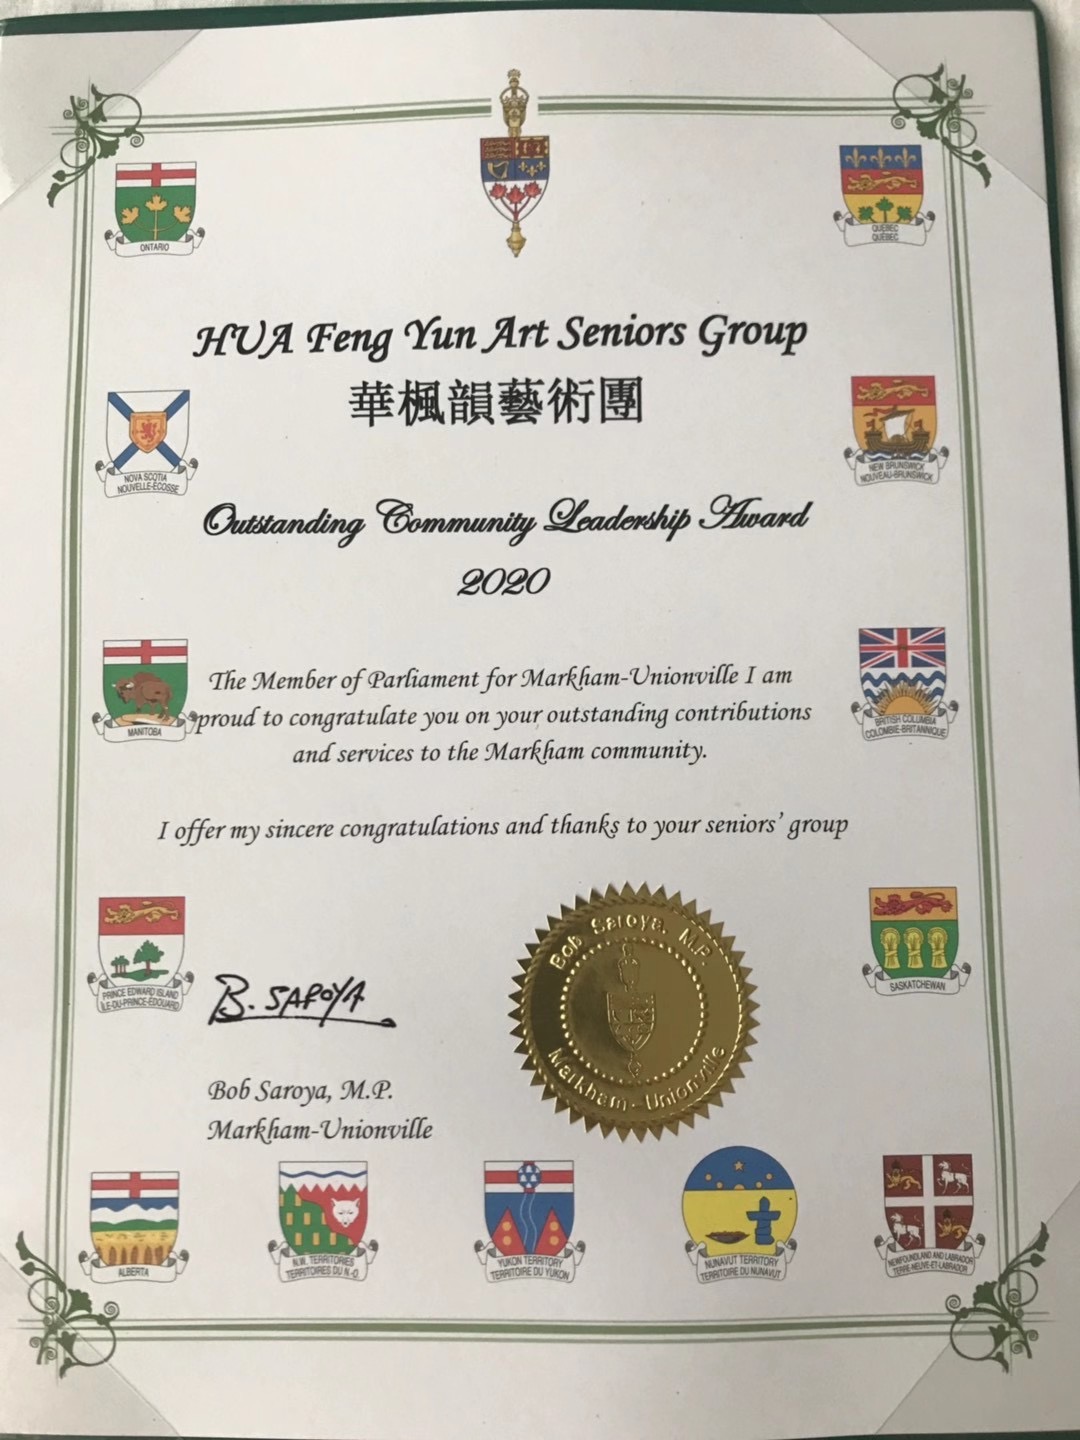 ONTARIO
QUEBEC
QUÉBEC
HUA Feng Yun Art Seniors Group
華楓韻藝術團
NOVA SCOTIA
NOUVELLE-ÉCOSSE
NEW BRUNSWICK
NOUVEAU-BRUNSWICK
Outstanding Community Leadership Award
2020
The Member of Parliament for Markham-Unionville I am
proud to congratulate you on your outstanding contributions
and services to the Markham community.
MANITOBA
BRITISH COLUMBIA
COLOMBIE-BRITANNIQUE
I offer my sincere congratulations and thanks to your seniors' group
PRINCE EDWARD ISLAND
ÎLE-DU-PRINCE-ÉDOUARD
SASKATCHEWAN
B. SAROYA
Bob Saroya, M.P.
Markham-Unionville
Bob Saroya, M.P.
Markham-Unionville
ALBERTA
N.W. TERRITORIES
TERRITOIRES DU N.-O.
YUKON TERRITORY
TERRITOIRE DU YUKON
NUNAVUT TERRITORY
TERRITOIRE DU NUNAVUT
NEWFOUNDLAND AND LABRADOR
TERRE-NEUVE-ET-LABRADOR